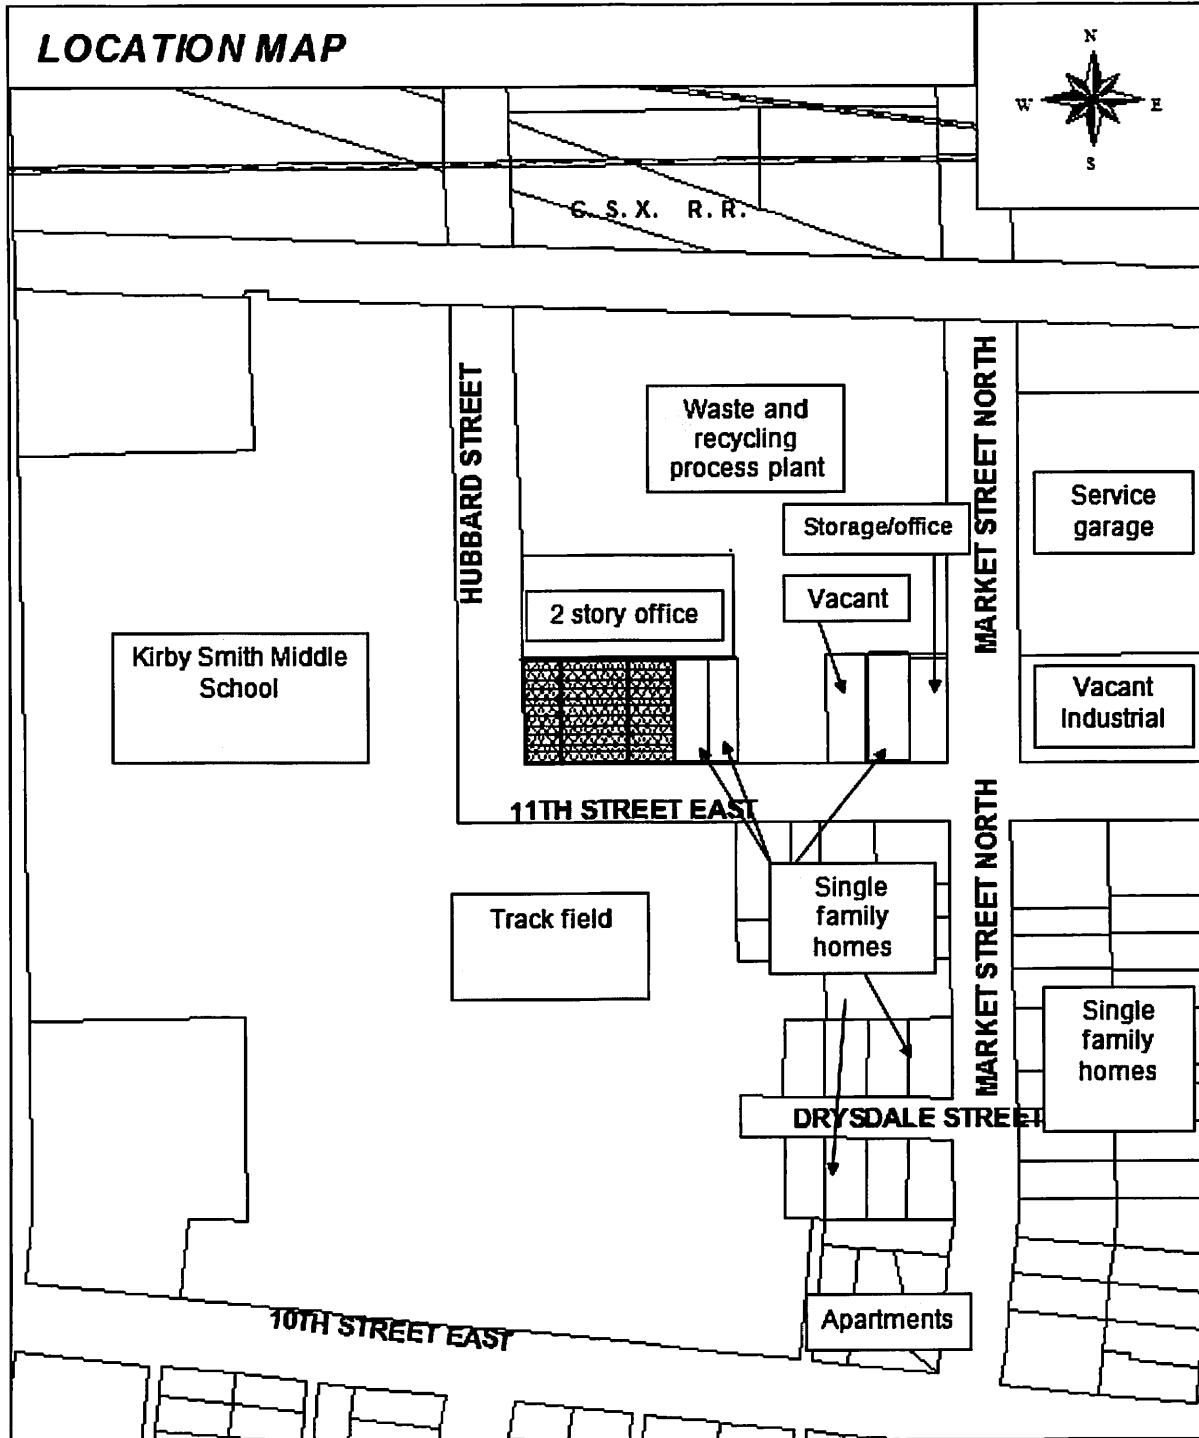 LOCATION MAP
N
W
E
S
C. S. X. R. R.
HUBBARD STREET
Waste and
recycling
process plant
MARKET STREET NORTH
Service
garage
Storage/office
Vacant
2 story office
Kirby Smith Middle
School
Vacant
Industrial
11TH STREET EAST
Single
family
homes
Track field
MARKET STREET NORTH
Single
family
homes
DRYSDALE STREET
Apartments
10TH STREET EAST